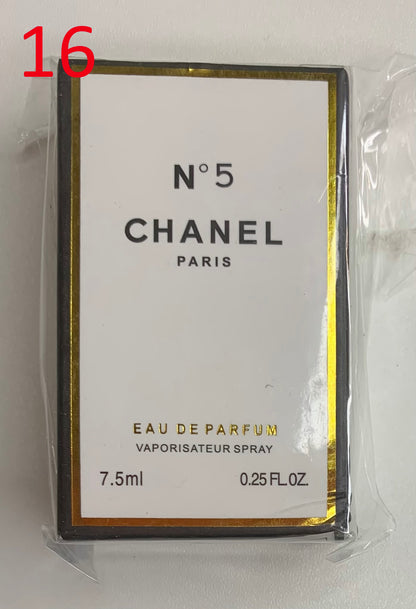 16
N° 5
CHANEL
PARIS
EAU DE PARFUM
VAPORISATEUR SPRAY
7.5ml 0.25 FL.OZ.